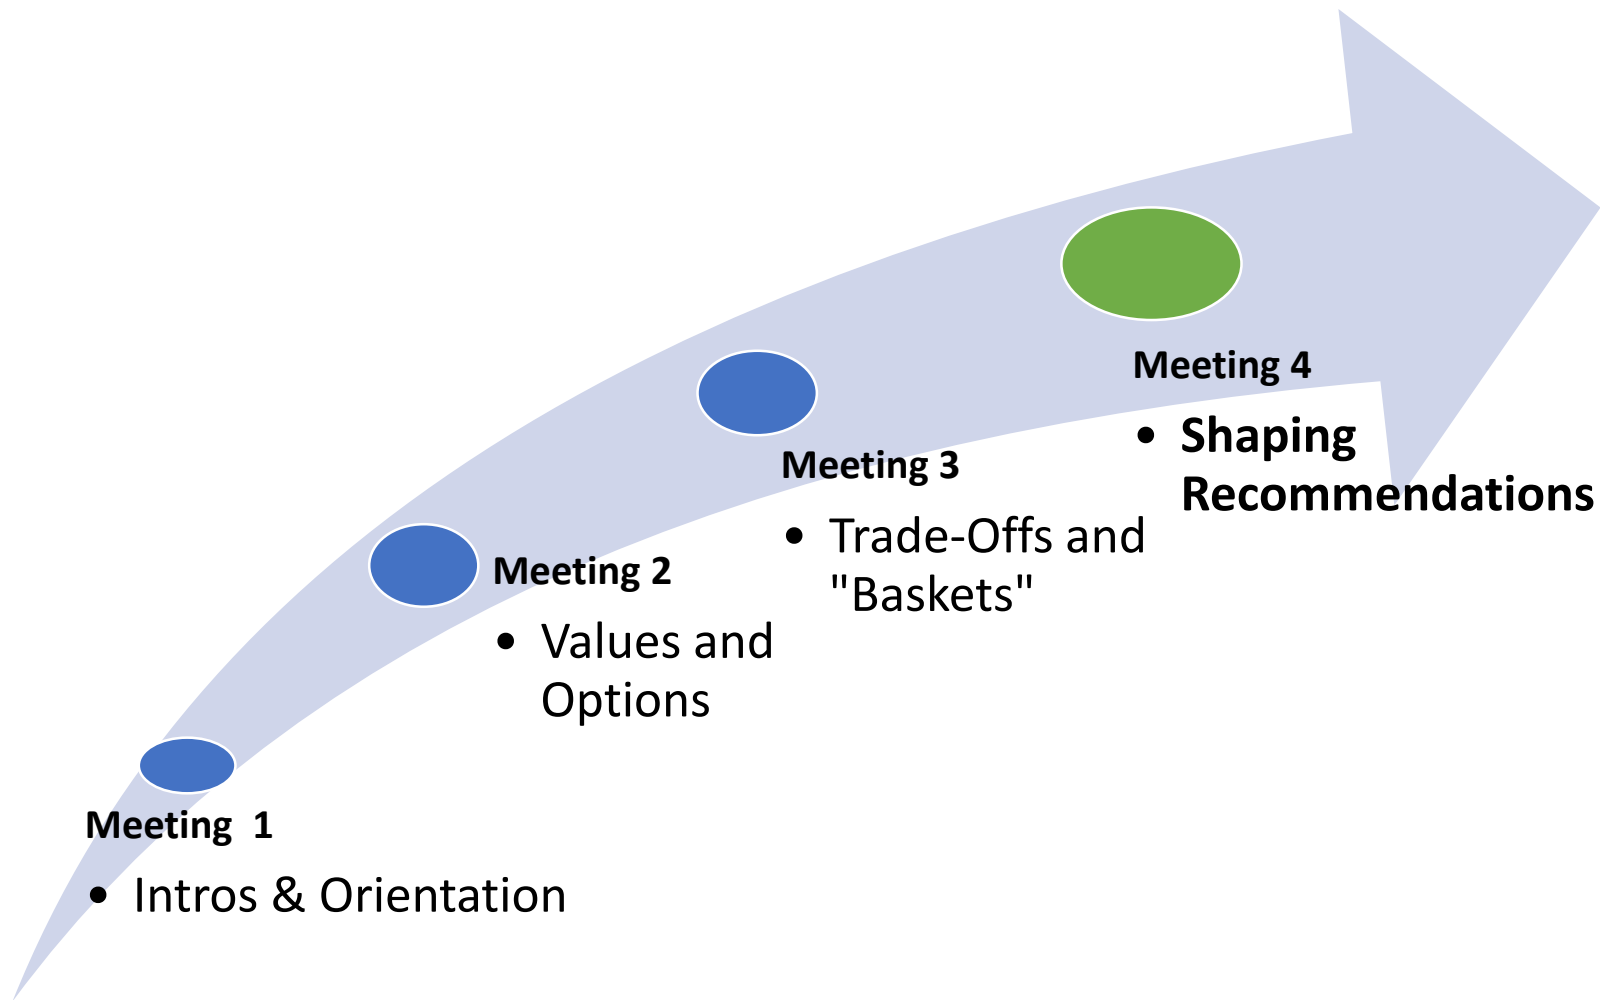 Meeting  1
• Intros & Orientation
Meeting 2
• Values and
Options
Meeting 3
• Trade-Offs and
"Baskets"
Meeting 4
• Shaping
Recommendations